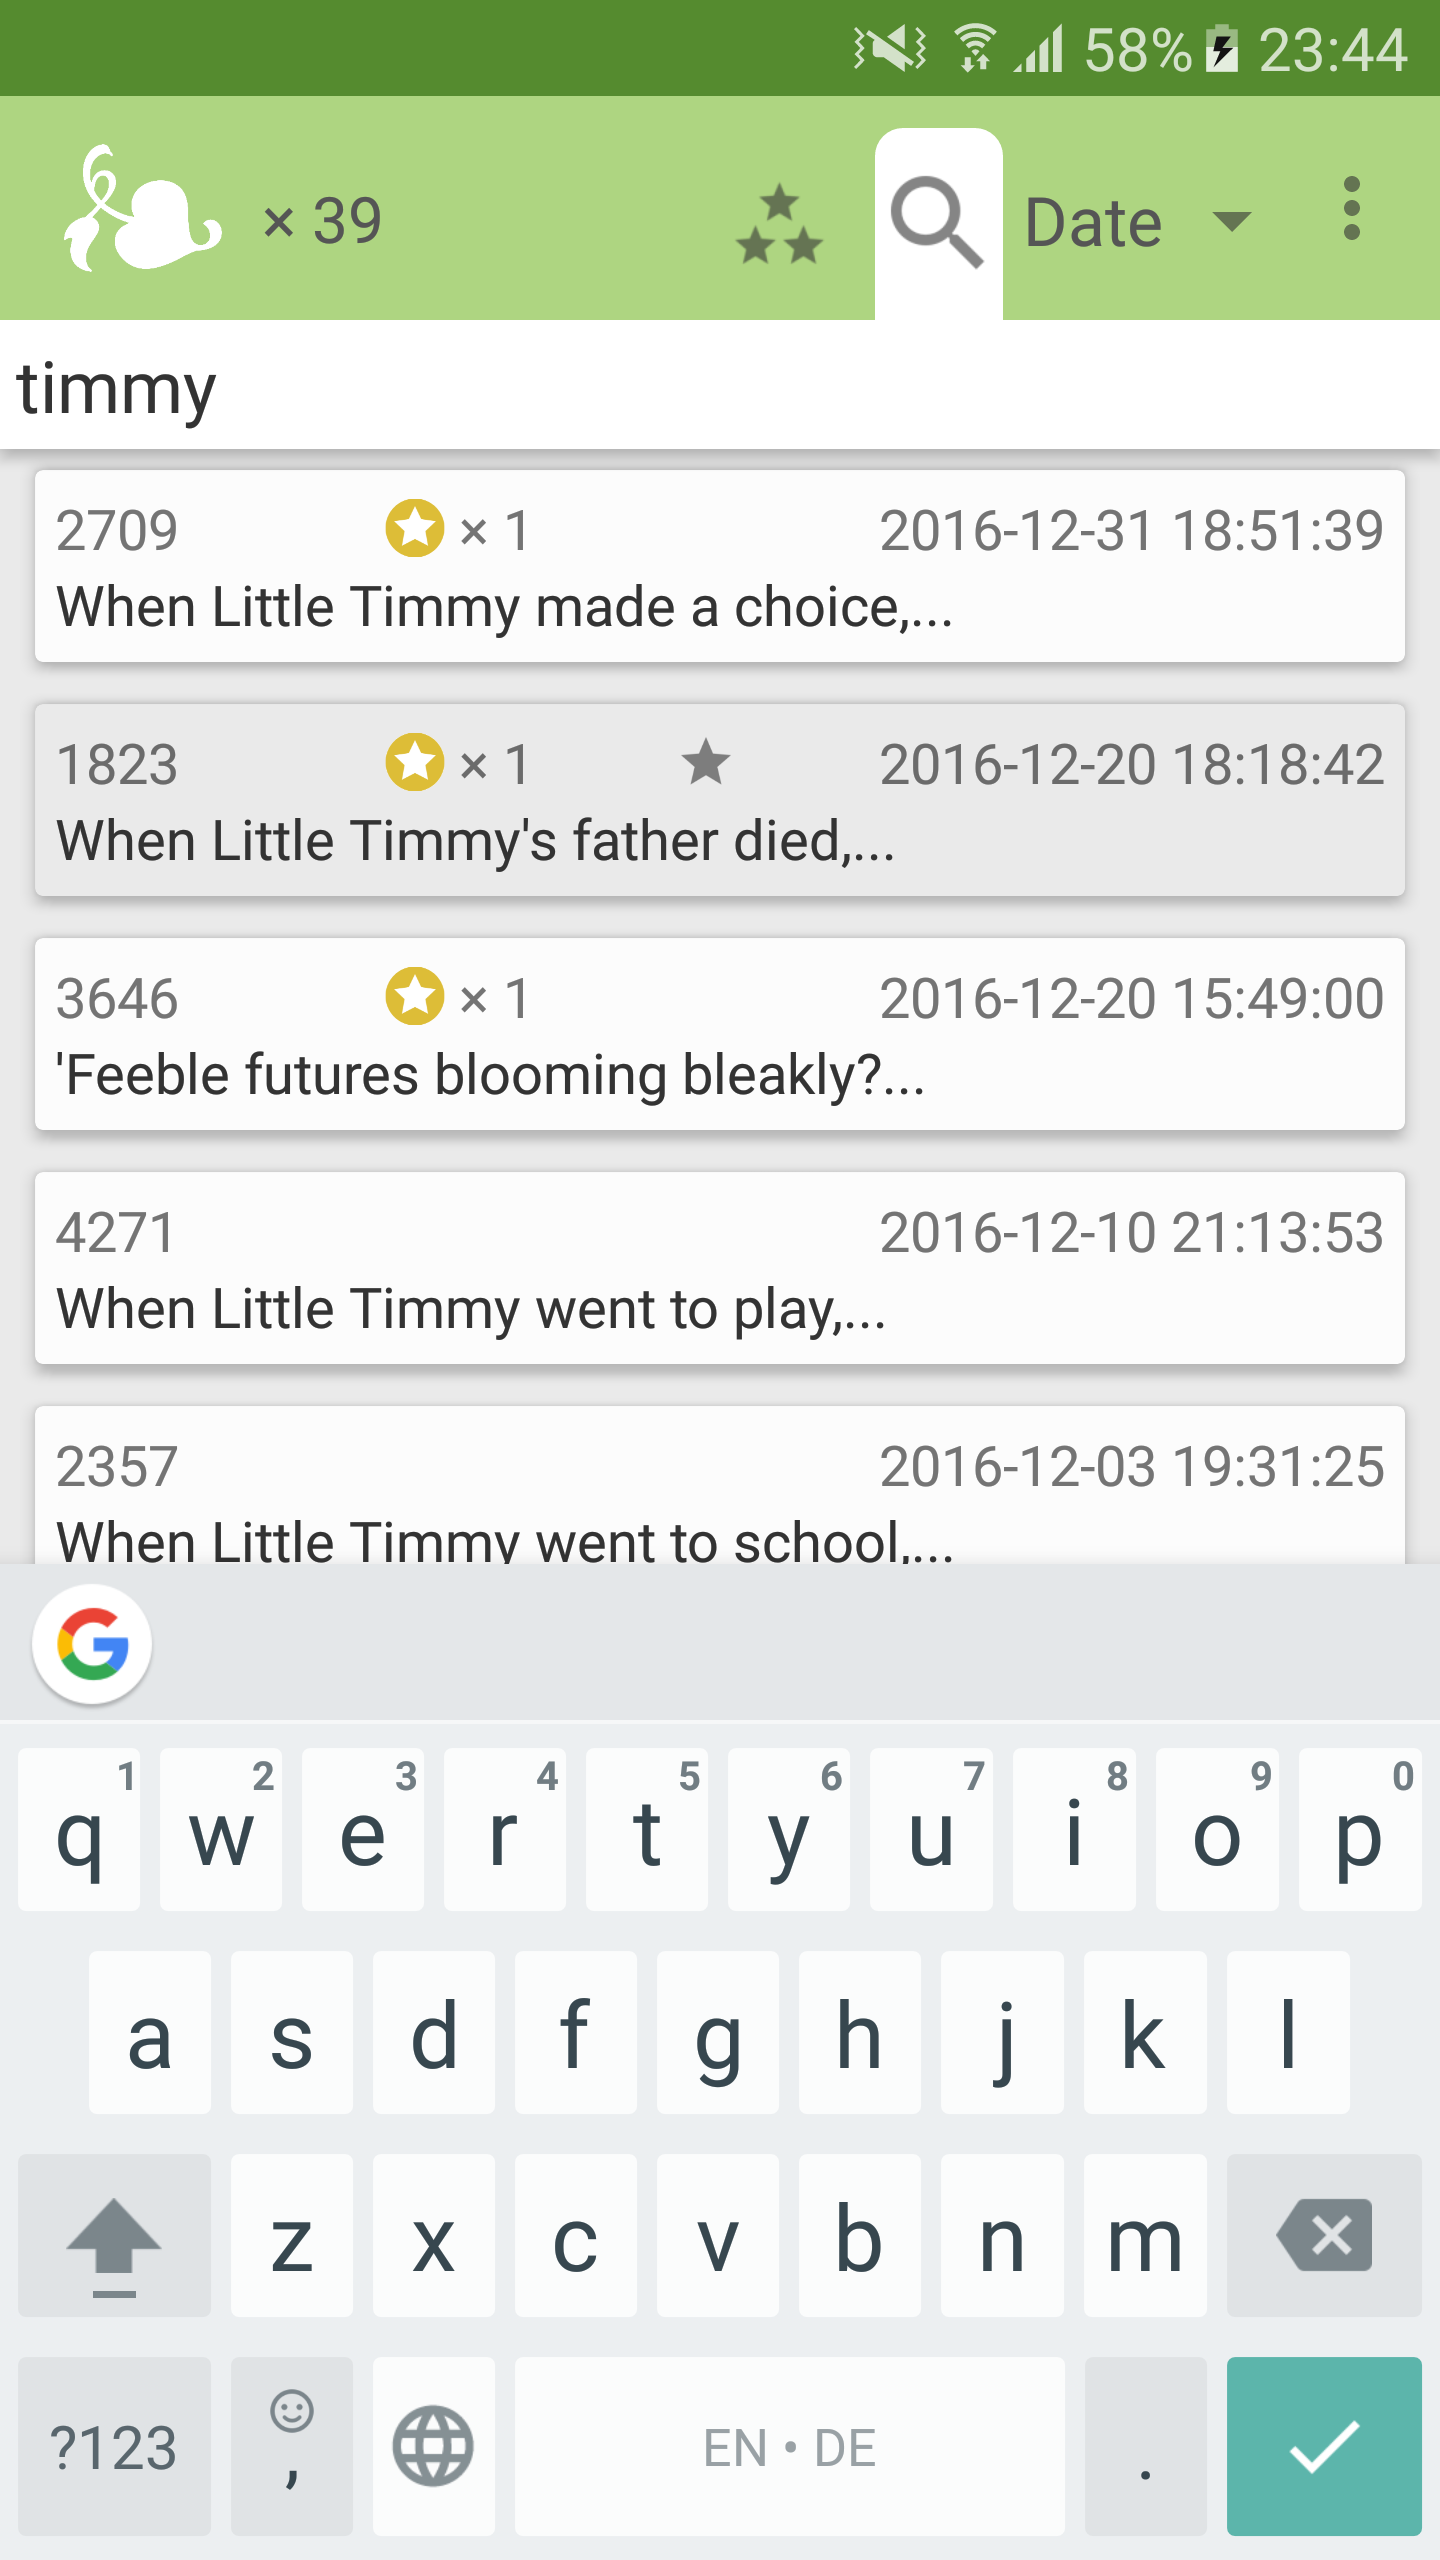 58% 23:44
× 39 Date
timmy
2709 × 1 2016-12-31 18:51:39
When Little Timmy made a choice,...
1823 × 1 2016-12-20 18:18:42
When Little Timmy's father died,...
3646 × 1 2016-12-20 15:49:00
'Feeble futures blooming bleakly?...
4271 2016-12-10 21:13:53
When Little Timmy went to play,...
2357 2016-12-03 19:31:25
When Little Timmy went to school,...
G
1 2 3 4 5 6 7 8 9 0
q w e r t y u i o p
a s d f g h j k l
z x c v b n m
?123 , EN • DE .